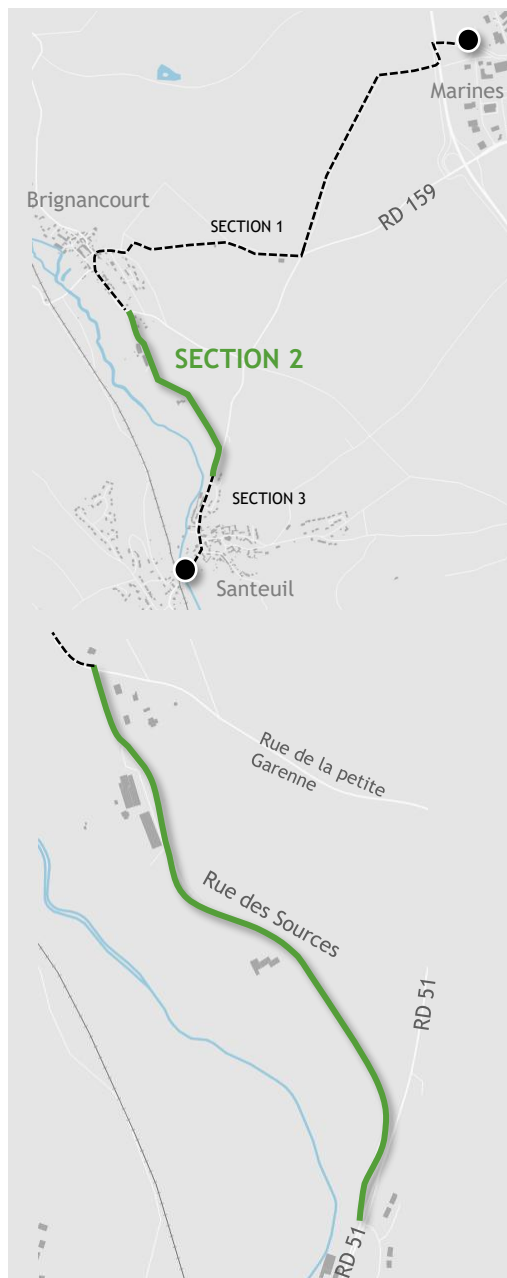 Marines
RD 159
Brignancourt
SECTION 1
SECTION 2
SECTION 3
Santeuil
Rue de la petite
Garenne
Rue des Sources
RD 51
RD 51